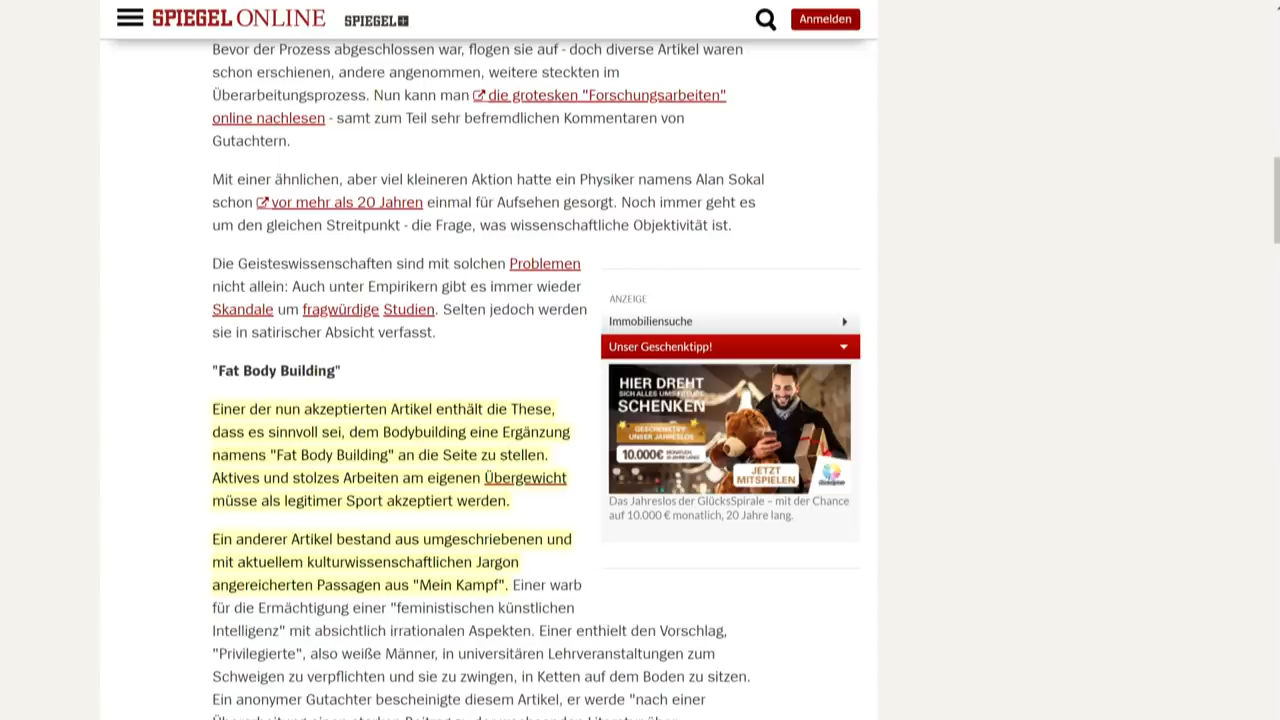 SPIEGEL ONLINE
SPIEGEL+
Anmelden
Bevor der Prozess abgeschlossen war, flogen sie auf - doch diverse Artikel waren
schon erschienen, andere angenommen, weitere steckten im
Überarbeitungsprozess. Nun kann man die grotesken "Forschungsarbeiten"
online nachlesen - samt zum Teil sehr befremdlichen Kommentaren von
Gutachtern.
Mit einer ähnlichen, aber viel kleineren Aktion hatte ein Physiker namens Alan Sokal
schon vor mehr als 20 Jahren einmal für Aufsehen gesorgt. Noch immer geht es
um den gleichen Streitpunkt - die Frage, was wissenschaftliche Objektivität ist.
Die Geisteswissenschaften sind mit solchen Problemen
nicht allein: Auch unter Empirikern gibt es immer wieder
Skandale um fragwürdige Studien. Selten jedoch werden
sie in satirischer Absicht verfasst.
"Fat Body Building"
Einer der nun akzeptierten Artikel enthält die These,
dass es sinnvoll sei, dem Bodybuilding eine Ergänzung
namens "Fat Body Building" an die Seite zu stellen.
Aktives und stolzes Arbeiten am eigenen Übergewicht
müsse als legitimer Sport akzeptiert werden.
Ein anderer Artikel bestand aus umgeschriebenen und
mit aktuellem kulturwissenschaftlichen Jargon
angereicherten Passagen aus "Mein Kampf". Einer warb
für die Ermächtigung einer "feministischen künstlichen
Intelligenz" mit absichtlich irrationalen Aspekten. Einer enthielt den Vorschlag,
"Privilegierte", also weiße Männer, in universitären Lehrveranstaltungen zum
Schweigen zu verpflichten und sie zu zwingen, in Ketten auf dem Boden zu sitzen.
Ein anonymer Gutachter bescheinigte diesem Artikel, er werde "nach einer
ANZEIGE
Immobiliensuche
Unser Geschenktipp!
HIER DREHT
SICH ALLES UMS
SCHENKEN
GESCHENKTIPP
UNSER JAHRESLOS
10.000€
JETZT
MITSPIELEN
Das Jahreslos der GlücksSpirale – mit der Chance
auf 10.000 € monatlich, 20 Jahre lang.